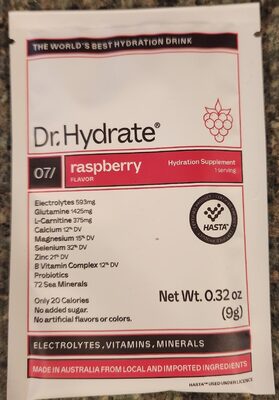 THE WORLD'S BEST HYDRATION DRINK
Dr.Hydrate®
07/
raspberry
FLAVOR
Hydration Supplement
1 Serving
Electrolytes 593mg
Glutamine 1425mg
L-Carnitine 375mg
Calcium 12% DV
Magnesium 15% DV
Selenium 32% DV
Zinc 21% DV
B Vitamin Complex 12% DV
Probiotics
72 Sea Minerals
HASTA™
Only 20 Calories
No added sugar.
No artificial flavors or colors.
Net Wt. 0.32 oz
(9g)
ELECTROLYTES, VITAMINS, MINERALS
MADE IN AUSTRALIA FROM LOCAL AND IMPORTED INGREDIENTS
HASTA™ USED UNDER LICENCE